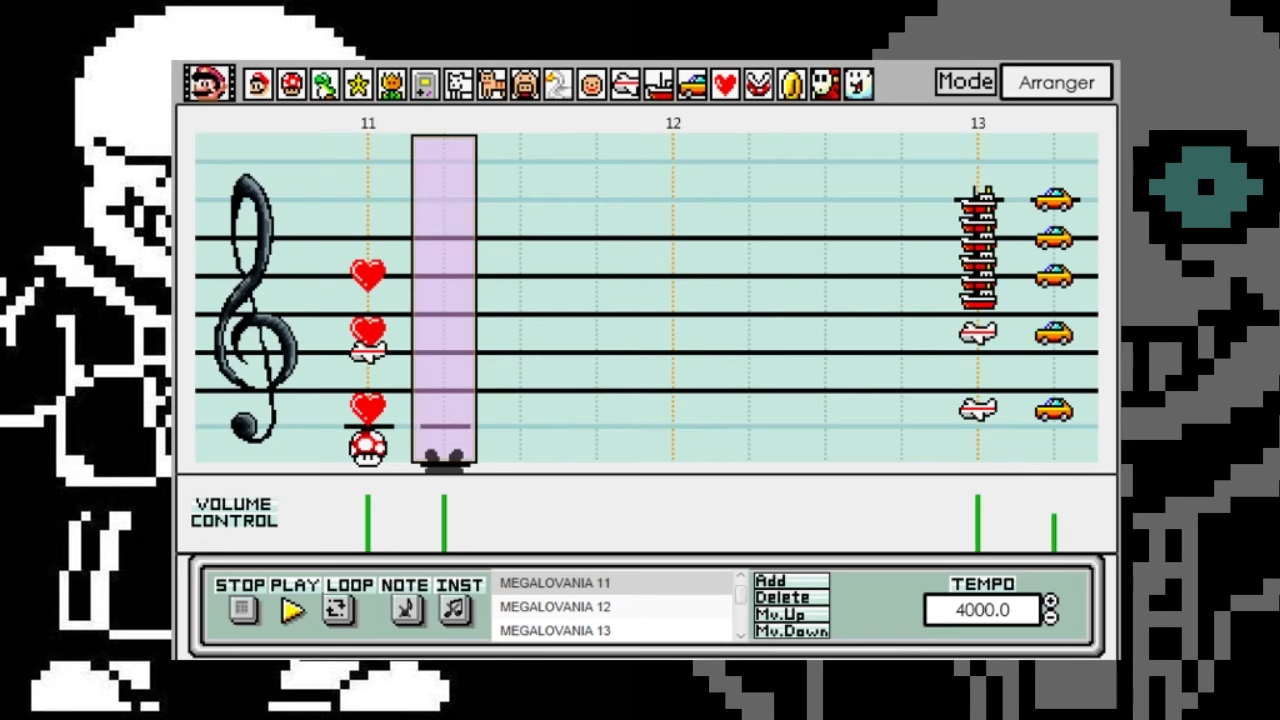 Mode Arranger
11 12 13
VOLUME
CONTROL
STOP PLAY LOOP NOTE INST
MEGALOVANIA 11
MEGALOVANIA 12
MEGALOVANIA 13
Add
Delete
Mv.Up
Mv.Down
TEMPO
4000.0